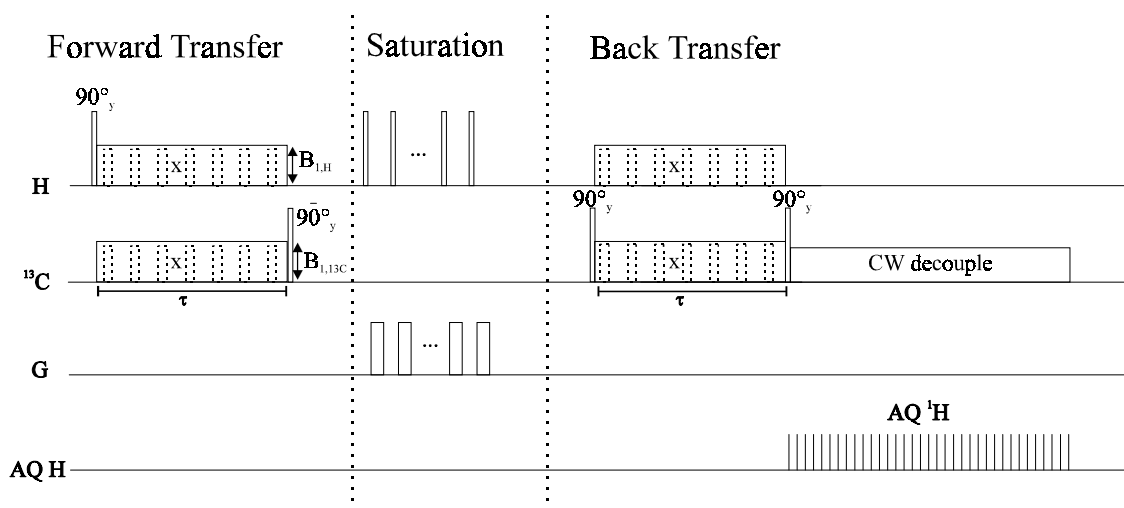 Forward Transfer
Saturation
Back Transfer
90°y
x
B1,H
...
x
H
90°y
90°y
90°y
x
B1,13C
x
CW decouple
13C
τ
τ
...
G
AQ 1H
AQ H